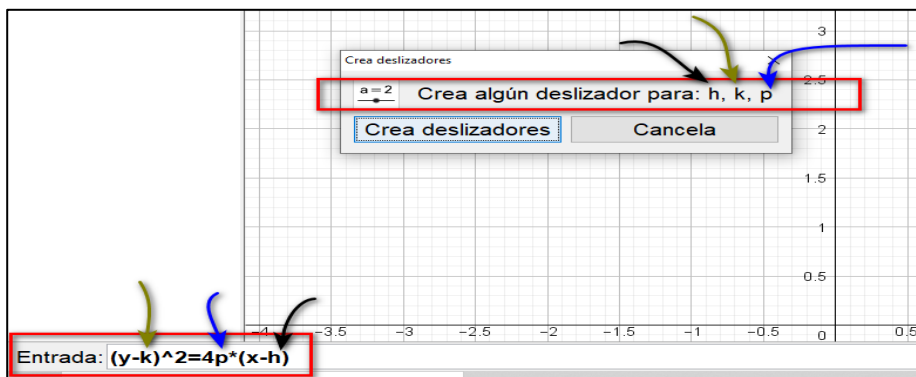 3
Crea deslizadores
2.5
a=2
Crea algún deslizador para: h, k, p
Crea deslizadores
Cancela
2
1.5
1
0.5
-4
-3.5
-3
-2.5
-2
-1.5
-1
-0.5
0
0.5
Entrada: (y-k)^2=4p*(x-h)